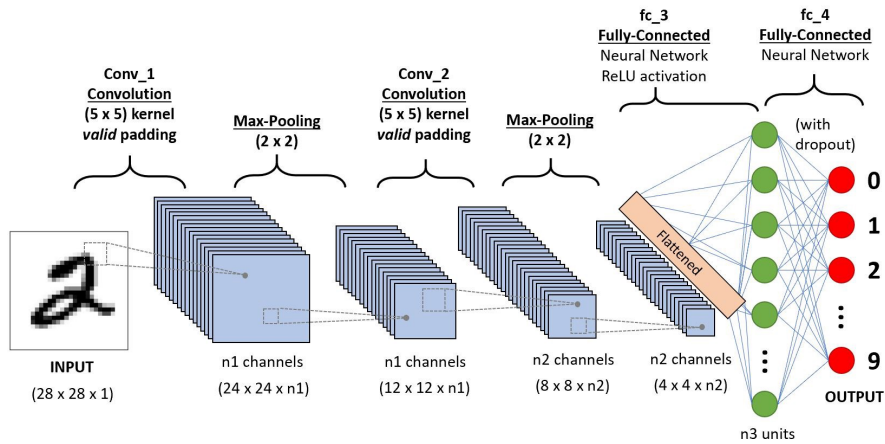 Conv_1
Convolution
(5 x 5) kernel
valid padding
Max-Pooling
(2 x 2)
Conv_2
Convolution
(5 x 5) kernel
valid padding
Max-Pooling
(2 x 2)
fc_3
Fully-Connected
Neural Network
ReLU activation
fc_4
Fully-Connected
Neural Network
(with
dropout)
2
Flattened
0
1
2
9
OUTPUT
INPUT
(28 x 28 x 1)
n1 channels
(24 x 24 x n1)
n1 channels
(12 x 12 x n1)
n2 channels
(8 x 8 x n2)
n2 channels
(4 x 4 x n2)
n3 units